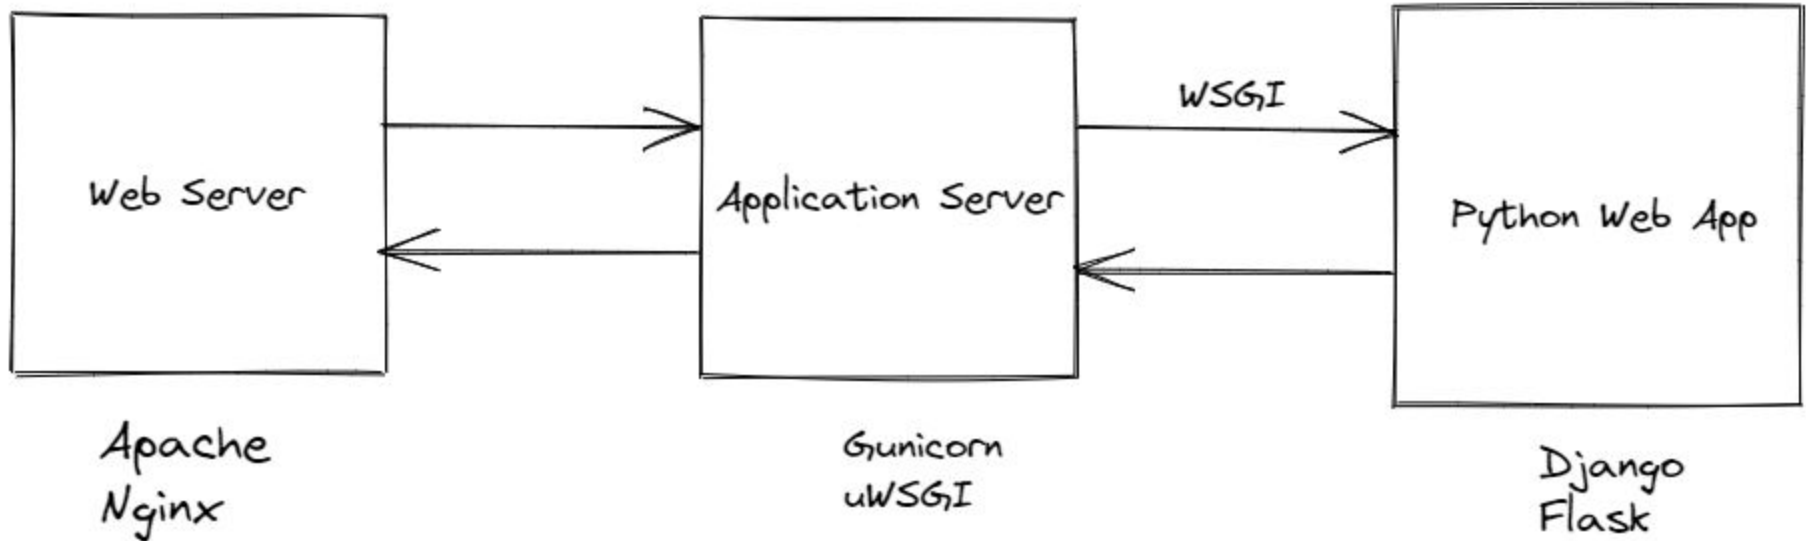 WSGI
Web Server
Application Server
Python Web App
Apache
Nginx
Gunicorn
uWSGI
Django
Flask